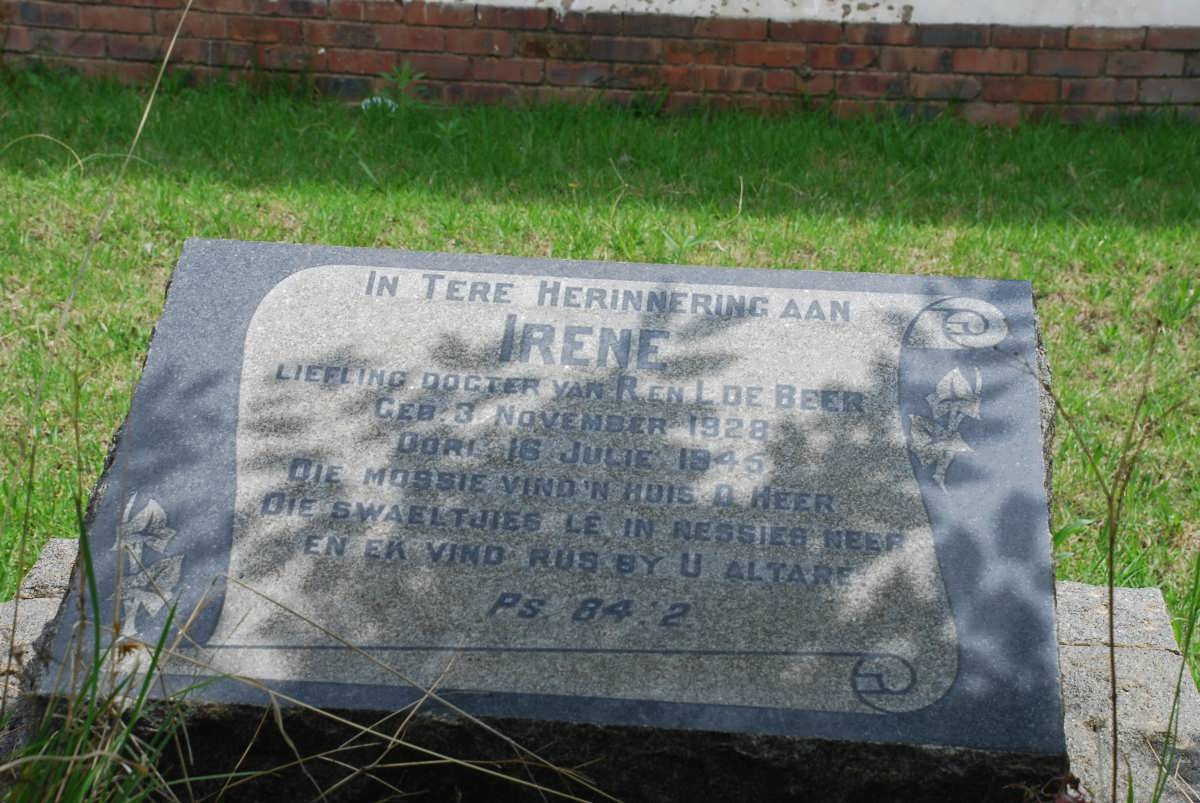 IN TERE HERINNERING AAN
IRENE
LIEFLING DOGTER VAN R. EN L. DE BEER
GEB. 3 NOVEMBER 1928
OORL. 16 JULIE 1945
DIE MOSSIE VIND 'N HUIS O HEER
DIE SWAELTJIES LÊ IN NESSIES NEER
EN EK VIND RUS BY U ALTARE
PS. 84:2